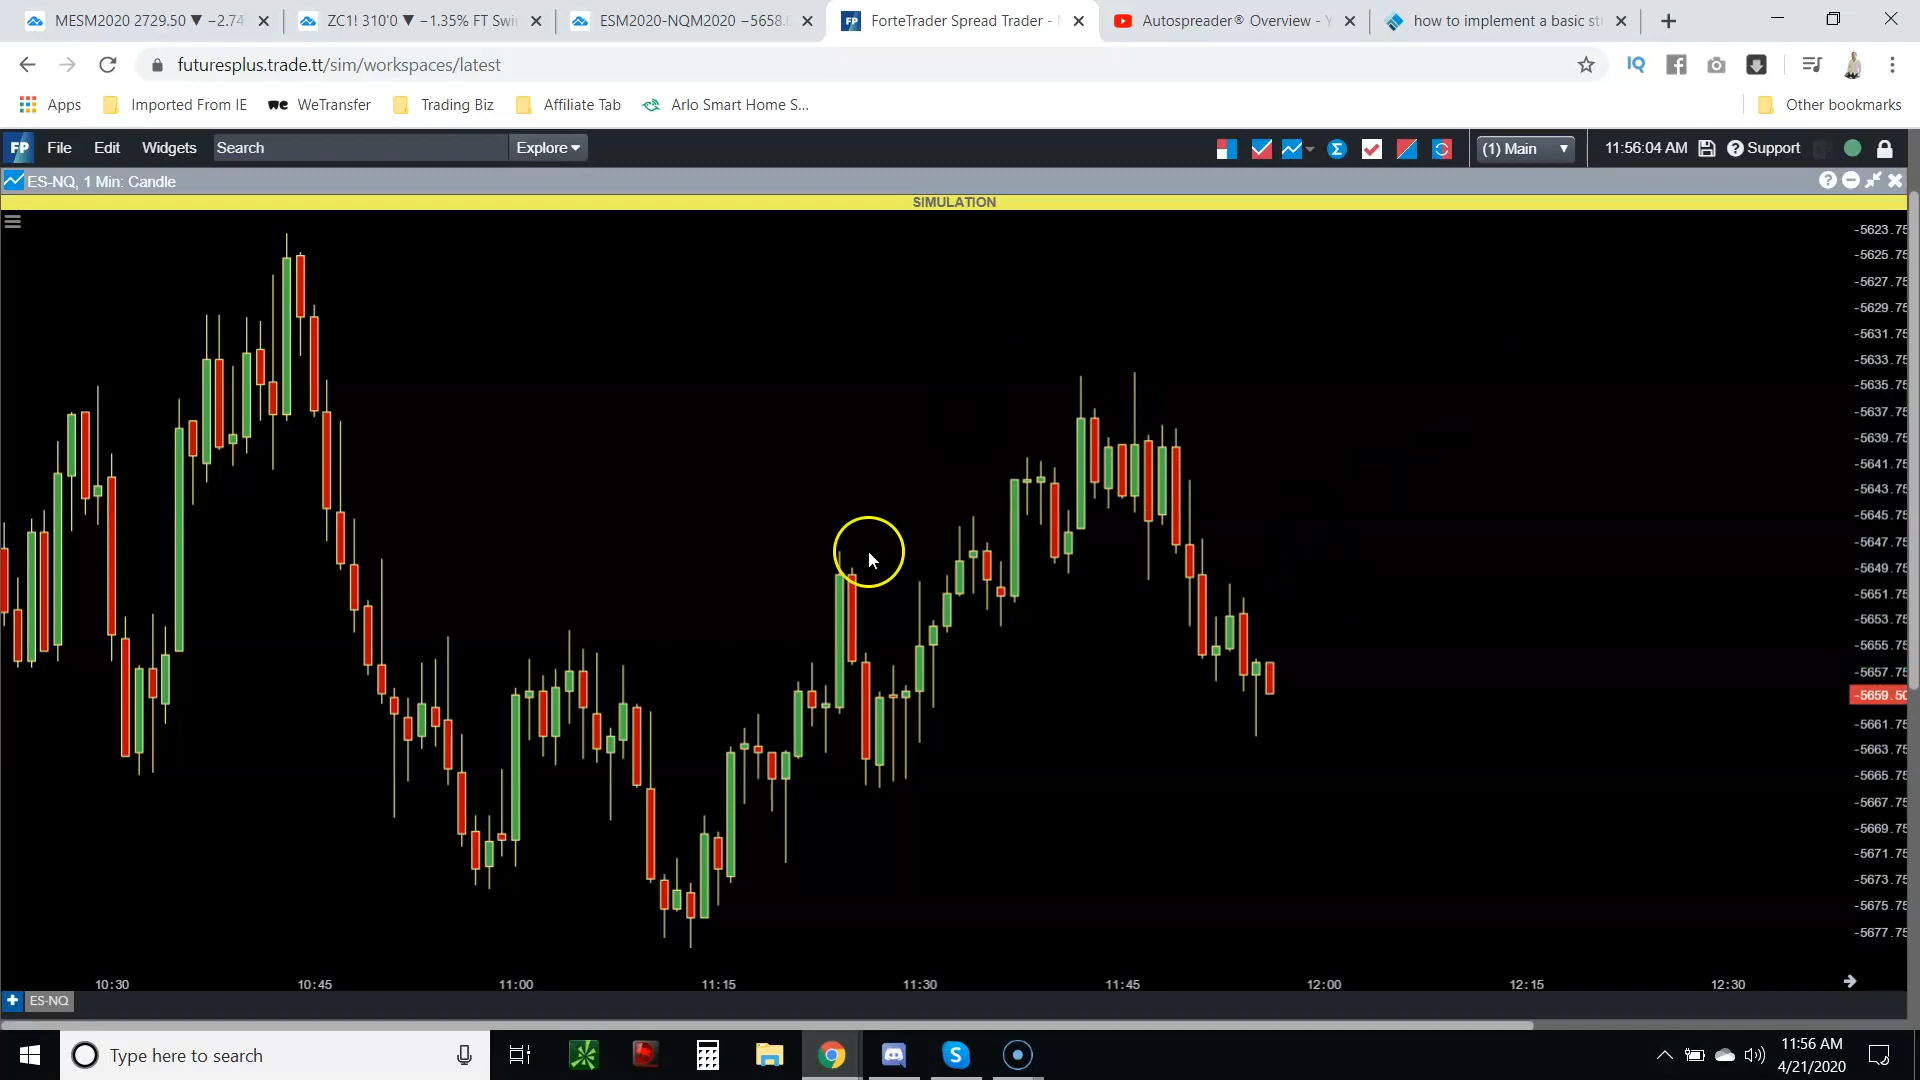 MESM2020 2729.50 ▼ −2.74
ZC1! 310'0 ▼ −1.35% FT Swi
ESM2020-NQM2020 −5658.
ForteTrader Spread Trader -
Autospreader® Overview - Y
how to implement a basic st
futuresplus.trade.tt/sim/workspaces/latest
IQ
Apps
Imported From IE
we WeTransfer
Trading Biz
Affiliate Tab
Arlo Smart Home S...
Other bookmarks
FP File Edit Widgets Search Explore
(1) Main
11:56:04 AM
Support
ES-NQ, 1 Min: Candle
SIMULATION
-5623.75
-5625.75
-5627.75
-5629.75
-5631.75
-5633.75
-5635.75
-5637.75
-5639.75
-5641.75
-5643.75
-5645.75
-5647.75
-5649.75
-5651.75
-5653.75
-5655.75
-5657.75
-5659.50
-5661.75
-5663.75
-5665.75
-5667.75
-5669.75
-5671.75
-5673.75
-5675.75
-5677.75
10:30 10:45 11:00 11:15 11:30 11:45 12:00 12:15 12:30
ES-NQ
Type here to search
11:56 AM
4/21/2020